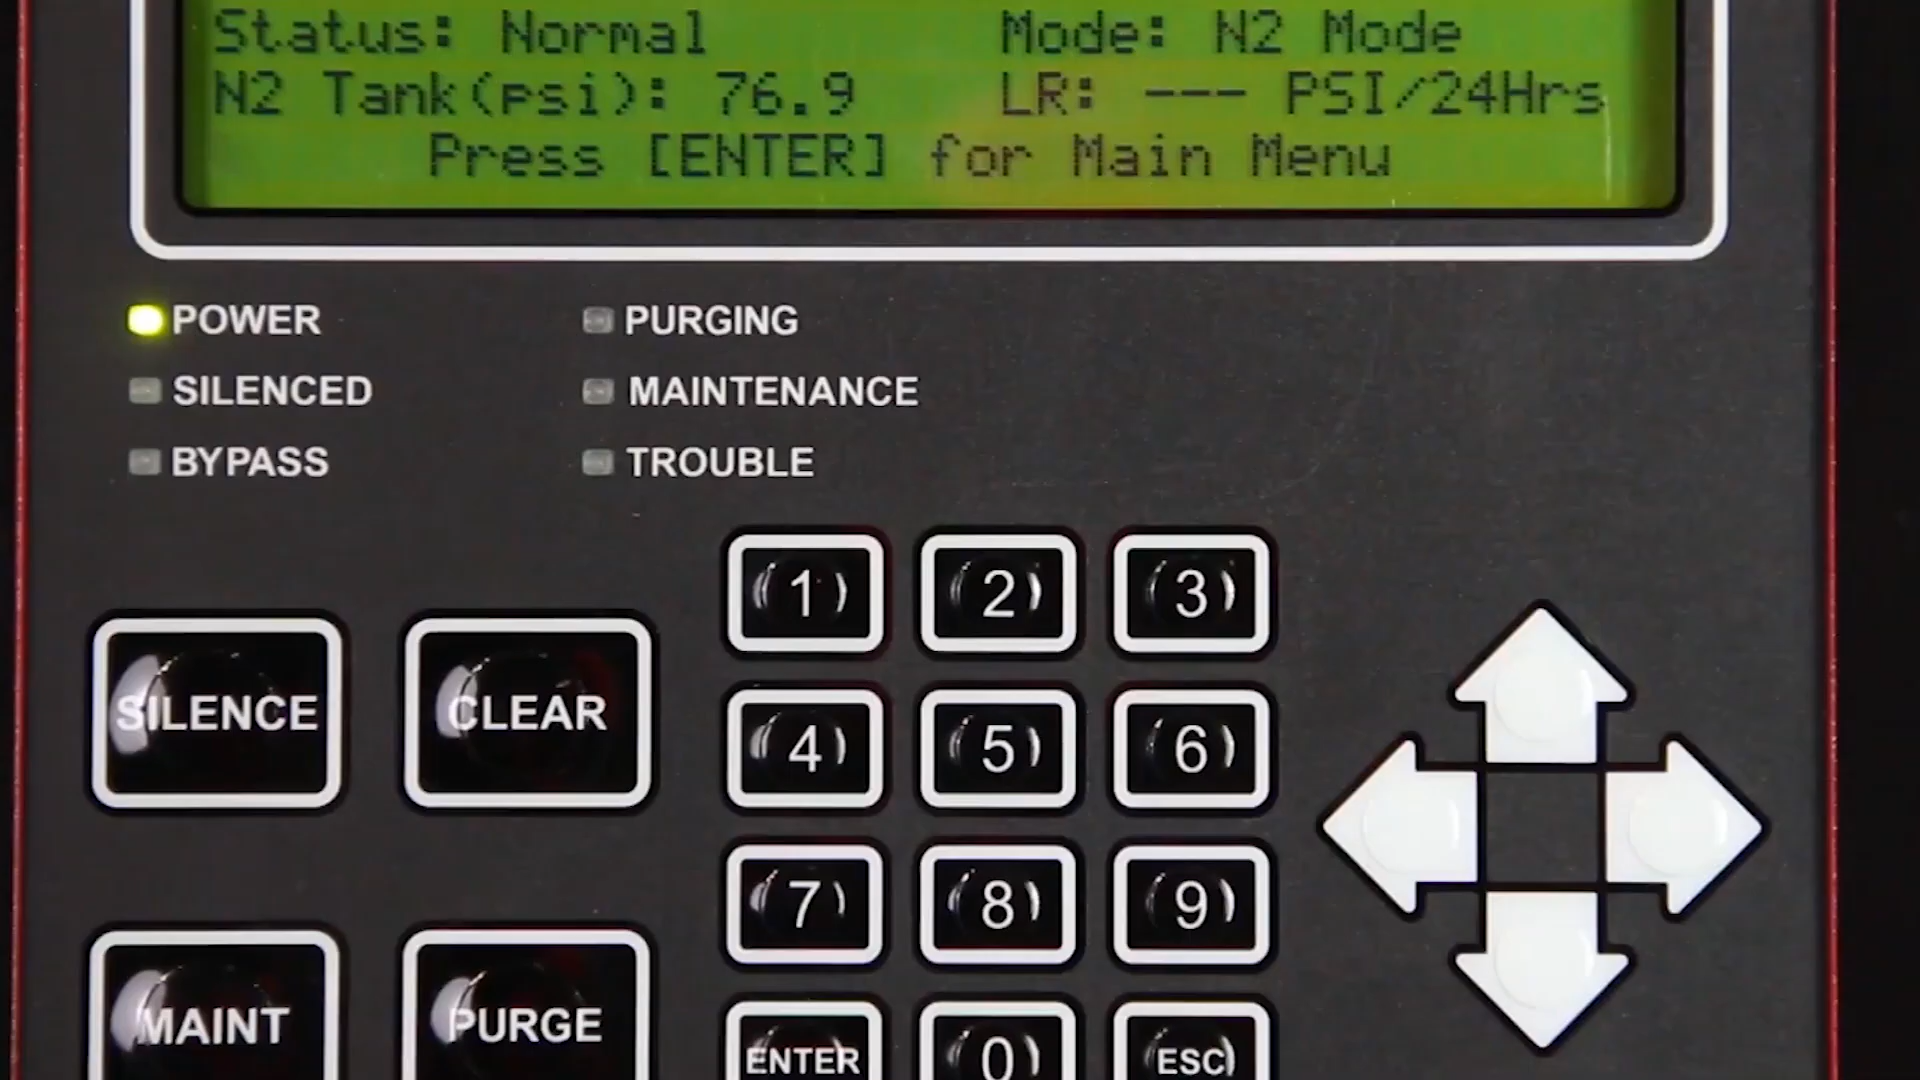 Status: Normal Mode: N2 Mode
N2 Tank(psi): 76.9 LR: --- PSI/24Hrs
Press [ENTER] for Main Menu
POWER PURGING
SILENCED MAINTENANCE
BYPASS TROUBLE
1 2 3
SILENCE CLEAR
4 5 6
7 8 9
MAINT PURGE
ENTER 0 ESC